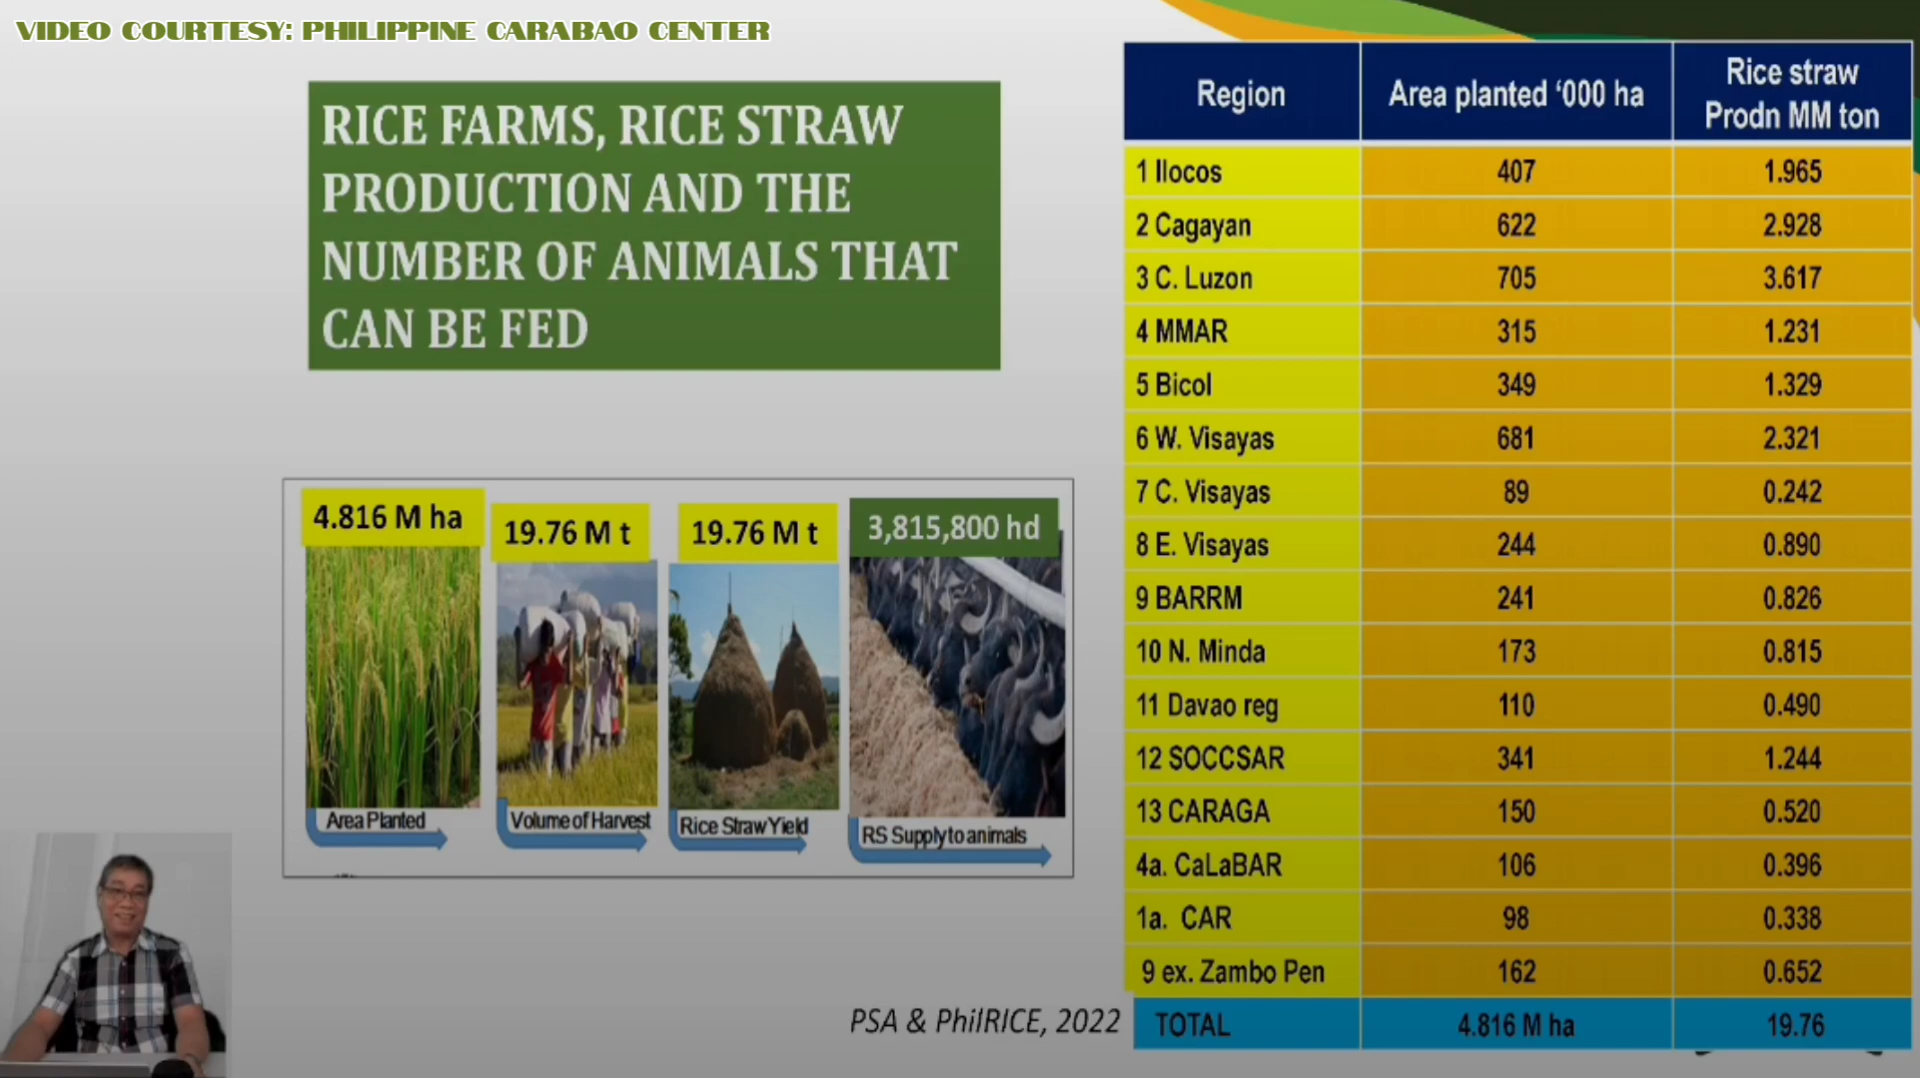 VIDEO COURTESY: PHILIPPINE CARABAO CENTER
RICE FARMS, RICE STRAW
PRODUCTION AND THE
NUMBER OF ANIMALS THAT
CAN BE FED
4.816 M ha
19.76 M t
19.76 M t
3,815,800 hd
Area Planted
Volume of Harvest
Rice Straw Yield
RS Supply to animals
PSA & PhilRICE, 2022
Region Area planted ‘000 ha Rice straw
Prodn MM ton
1 Ilocos 407 1.965
2 Cagayan 622 2.928
3 C. Luzon 705 3.617
4 MMAR 315 1.231
5 Bicol 349 1.329
6 W. Visayas 681 2.321
7 C. Visayas 89 0.242
8 E. Visayas 244 0.890
9 BARRM 241 0.826
10 N. Minda 173 0.815
11 Davao reg 110 0.490
12 SOCCSAR 341 1.244
13 CARAGA 150 0.520
4a. CaLaBAR 106 0.396
1a. CAR 98 0.338
9 ex. Zambo Pen 162 0.652
TOTAL 4.816 M ha 19.76